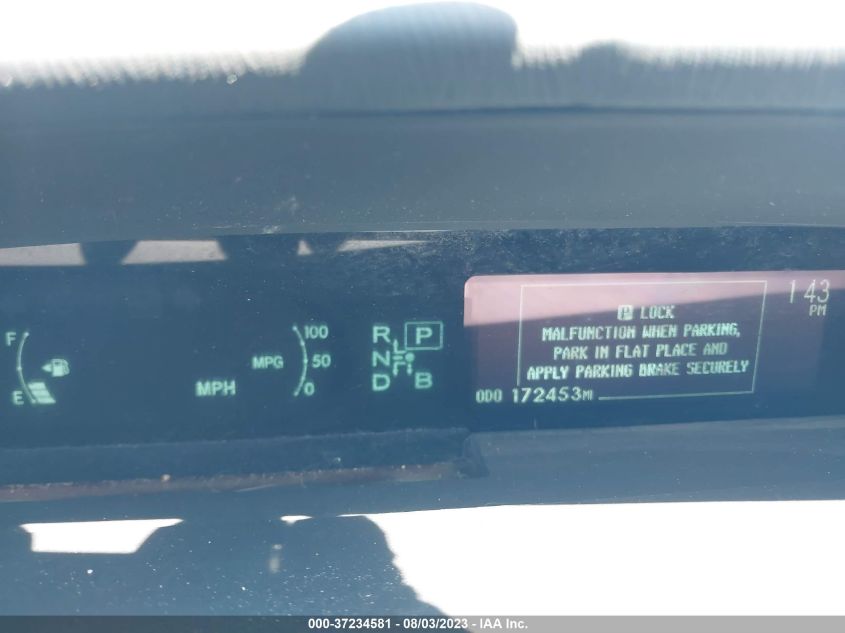 F
E
MPH
MPG
100
50
0
R
N
D
P
B
P LOCK
MALFUNCTION WHEN PARKING,
PARK IN FLAT PLACE AND
APPLY PARKING BRAKE SECURELY
1 43
PM
ODO 172453MI
000-37234581 - 08/03/2023 - IAA Inc.